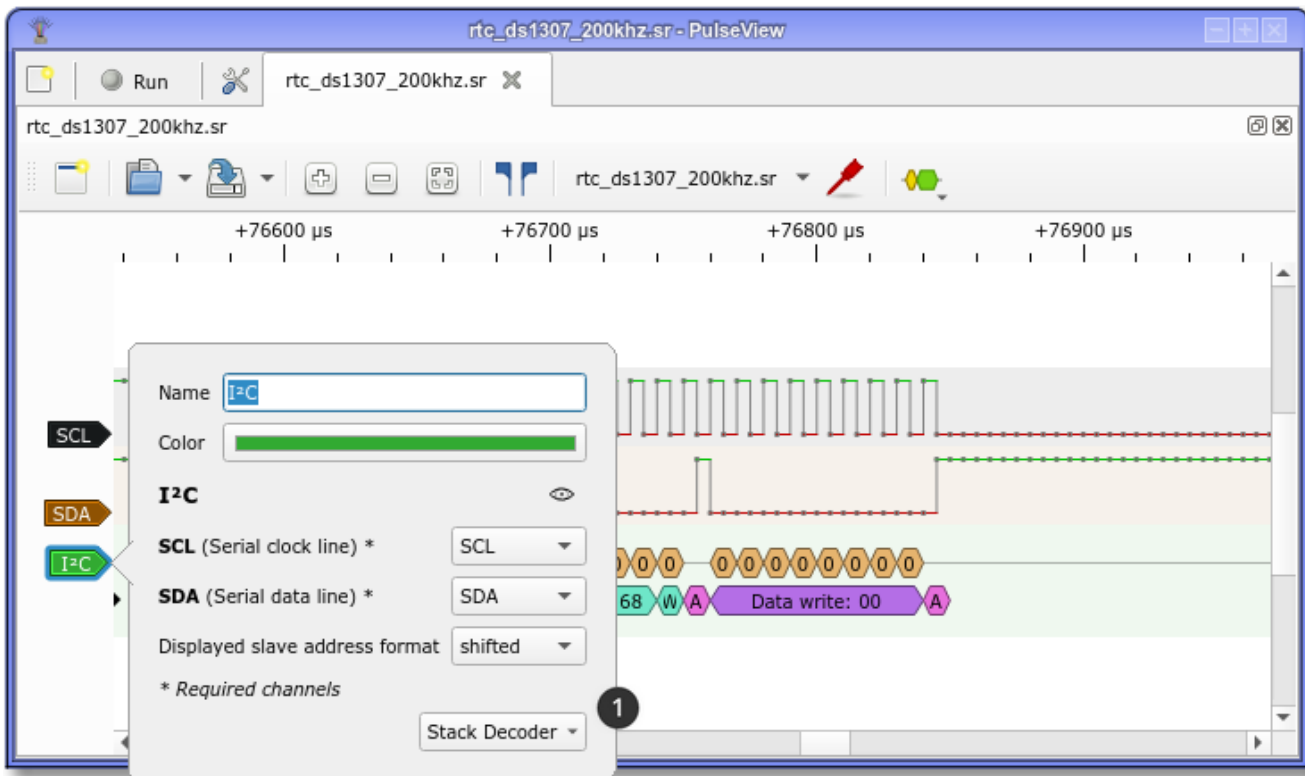 rtc_ds1307_200khz.sr - PulseView
Run rtc_ds1307_200khz.sr
rtc_ds1307_200khz.sr
rtc_ds1307_200khz.sr
+76600 µs +76700 µs +76800 µs +76900 µs
Name I²C
SCL
Color
SDA
I²C
I²C
SCL (Serial clock line) * SCL
0 0 0 0 0 0 0 0 0 0 0
SDA (Serial data line) * SDA
68 W A Data write: 00 A
Displayed slave address format shifted
* Required channels
1
Stack Decoder